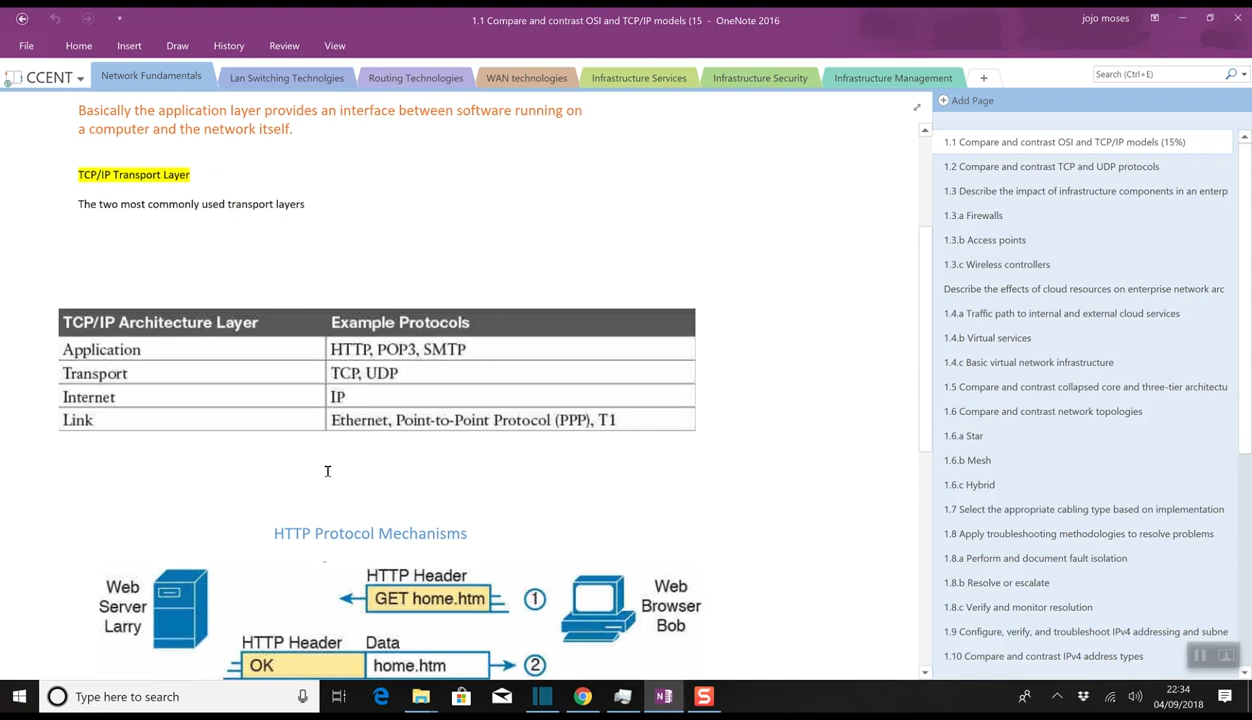 1.1 Compare and contrast OSI and TCP/IP models (15 - OneNote 2016
jojo moses
File Home Insert Draw History Review View
CCENT
Network Fundamentals
Lan Switching Technolgies
Routing Technologies
WAN technologies
Infrastructure Services
Infrastructure Security
Infrastructure Management
Search (Ctrl+E)
Basically the application layer provides an interface between software running on
a computer and the network itself.
TCP/IP Transport Layer
The two most commonly used transport layers
TCP/IP Architecture Layer Example Protocols
Application HTTP, POP3, SMTP
Transport TCP, UDP
Internet IP
Link Ethernet, Point-to-Point Protocol (PPP), T1
HTTP Protocol Mechanisms
Web
Server
Larry
HTTP Header
GET home.htm
1
Web
Browser
Bob
HTTP Header Data
OK home.htm
2
Add Page
1.1 Compare and contrast OSI and TCP/IP models (15%)
1.2 Compare and contrast TCP and UDP protocols
1.3 Describe the impact of infrastructure components in an enterp
1.3.a Firewalls
1.3.b Access points
1.3.c Wireless controllers
Describe the effects of cloud resources on enterprise network arc
1.4.a Traffic path to internal and external cloud services
1.4.b Virtual services
1.4.c Basic virtual network infrastructure
1.5 Compare and contrast collapsed core and three-tier architectu
1.6 Compare and contrast network topologies
1.6.a Star
1.6.b Mesh
1.6.c Hybrid
1.7 Select the appropriate cabling type based on implementation
1.8 Apply troubleshooting methodologies to resolve problems
1.8.a Perform and document fault isolation
1.8.b Resolve or escalate
1.8.c Verify and monitor resolution
1.9 Configure, verify, and troubleshoot IPv4 addressing and subne
1.10 Compare and contrast IPv4 address types
Type here to search
22:34
04/09/2018